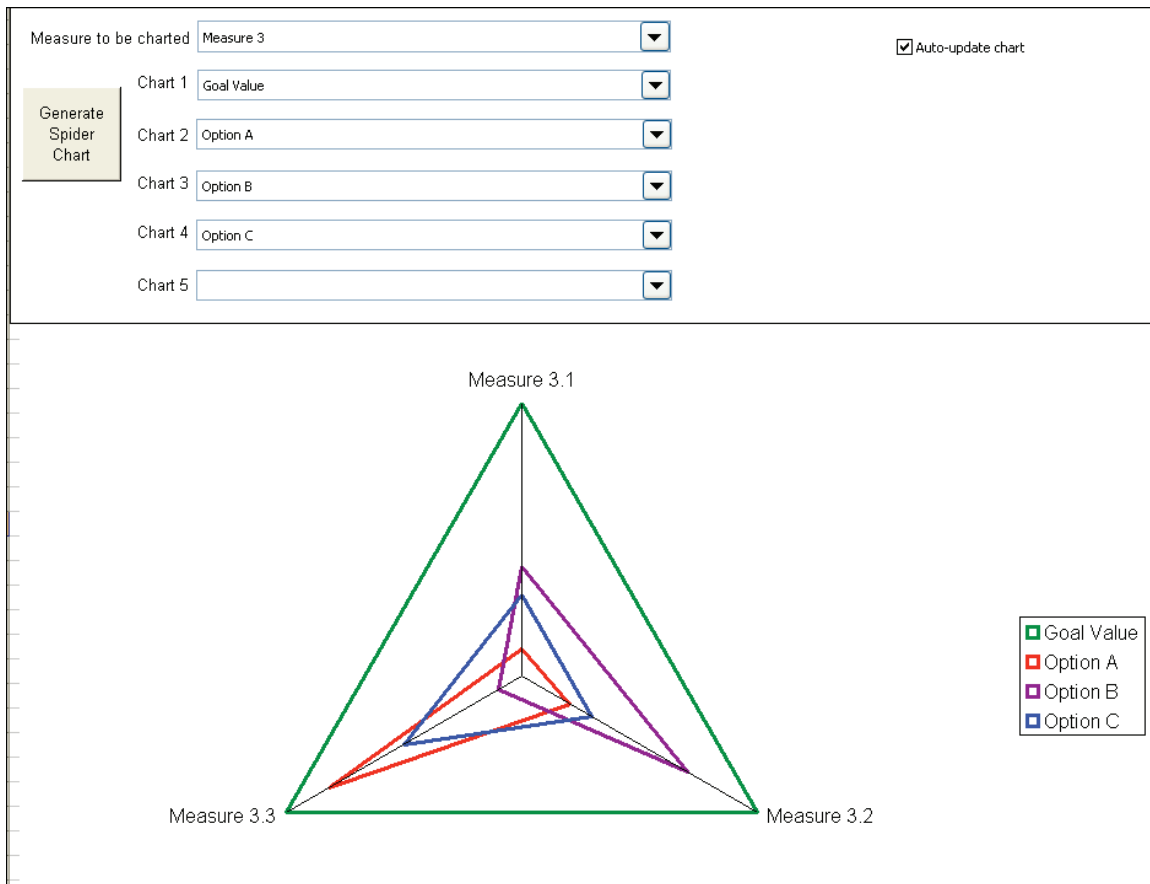 Measure to be charted Measure 3
Auto-update chart
Chart 1 Goal Value
Generate
Spider
Chart
Chart 2 Option A
Chart 3 Option B
Chart 4 Option C
Chart 5
Measure 3.1
Goal Value
Option A
Option B
Option C
Measure 3.3
Measure 3.2